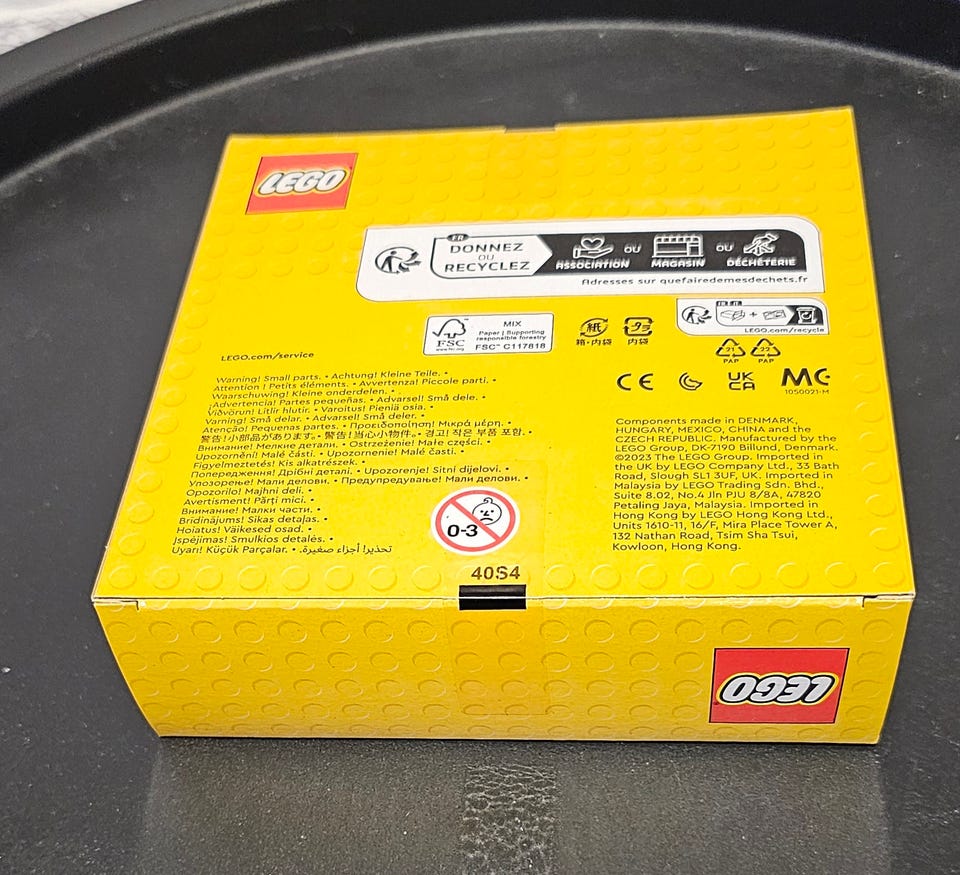 LEGO
FR
DONNEZ
OU
RECYCLEZ
ASSOCIATION
OU
MAGASIN
OU
DÉCHÈTERIE
Adresses sur quefairedemesdechets.fr
FSC
www.fsc.org
MIX
Paper | Supporting
responsible forestry
FSC™ C117818
紙
箱・内袋
プラ
内袋
LEGO.com/recycle
21
PAP
22
PAP
CE
UK
CA
MC
1050021-M
LEGO.com/service
Warning! Small parts. • Achtung! Kleine Teile. •
Attention ! Petits éléments. • Avvertenza! Piccole parti. •
Waarschuwing! Kleine onderdelen. •
¡Advertencia! Partes pequeñas. • Advarsel! Små dele. •
Viðvörun! Litlir hlutir. • Varoitus! Pieniä osia. •
Varning! Små delar. • Advarsel! Små deler. •
Atenção! Pequenas partes. • Προειδοποίηση! Μικρά μέρη. •
警告!小部品があります。• 警告!当心小物件。• 경고! 작은 부품 포함. •
Внимание! Мелкие детали. • Ostrzeżenie! Małe części. •
Upozornění! Malé části. • Upozornenie! Malé časti. •
Figyelmeztetés! Kis alkatrészek. •
Попередження! Дрібні деталі. • Upozorenje! Sitni dijelovi. •
Упозорење! Мали делови. • Предупредување! Мали делови. •
Opozorilo! Majhni deli. •
Avertisment! Părți mici. •
Внимание! Малки части. •
Brīdinājums! Sīkas detaļas. •
Hoiatus! Väikesed osad. •
Įspėjimas! Smulkios detalės. •
Uyarı! Küçük Parçalar. • تحذير! أجزاء صغيرة.
0-3
Components made in DENMARK,
HUNGARY, MEXICO, CHINA and the
CZECH REPUBLIC. Manufactured by the
LEGO Group, DK-7190 Billund, Denmark.
©2023 The LEGO Group. Imported in
the UK by LEGO Company Ltd., 33 Bath
Road, Slough SL1 3UF, UK. Imported in
Malaysia by LEGO Trading Sdn. Bhd.,
Suite 8.02, No.4 Jln PJU 8/8A, 47820
Petaling Jaya, Malaysia. Imported in
Hong Kong by LEGO Hong Kong Ltd.,
Units 1610-11, 16/F, Mira Place Tower A,
132 Nathan Road, Tsim Sha Tsui,
Kowloon, Hong Kong.
40S4
LEGO